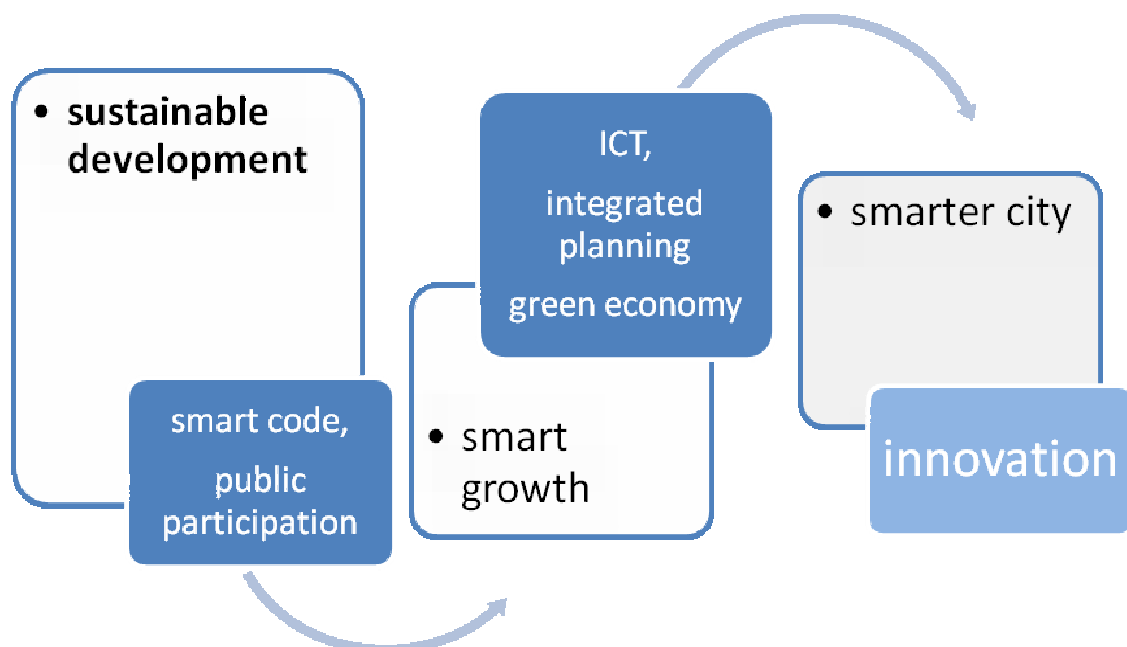 • sustainable
development
smart code,
public
participation
• smart
growth
ICT,
integrated
planning
green economy
• smarter city
innovation